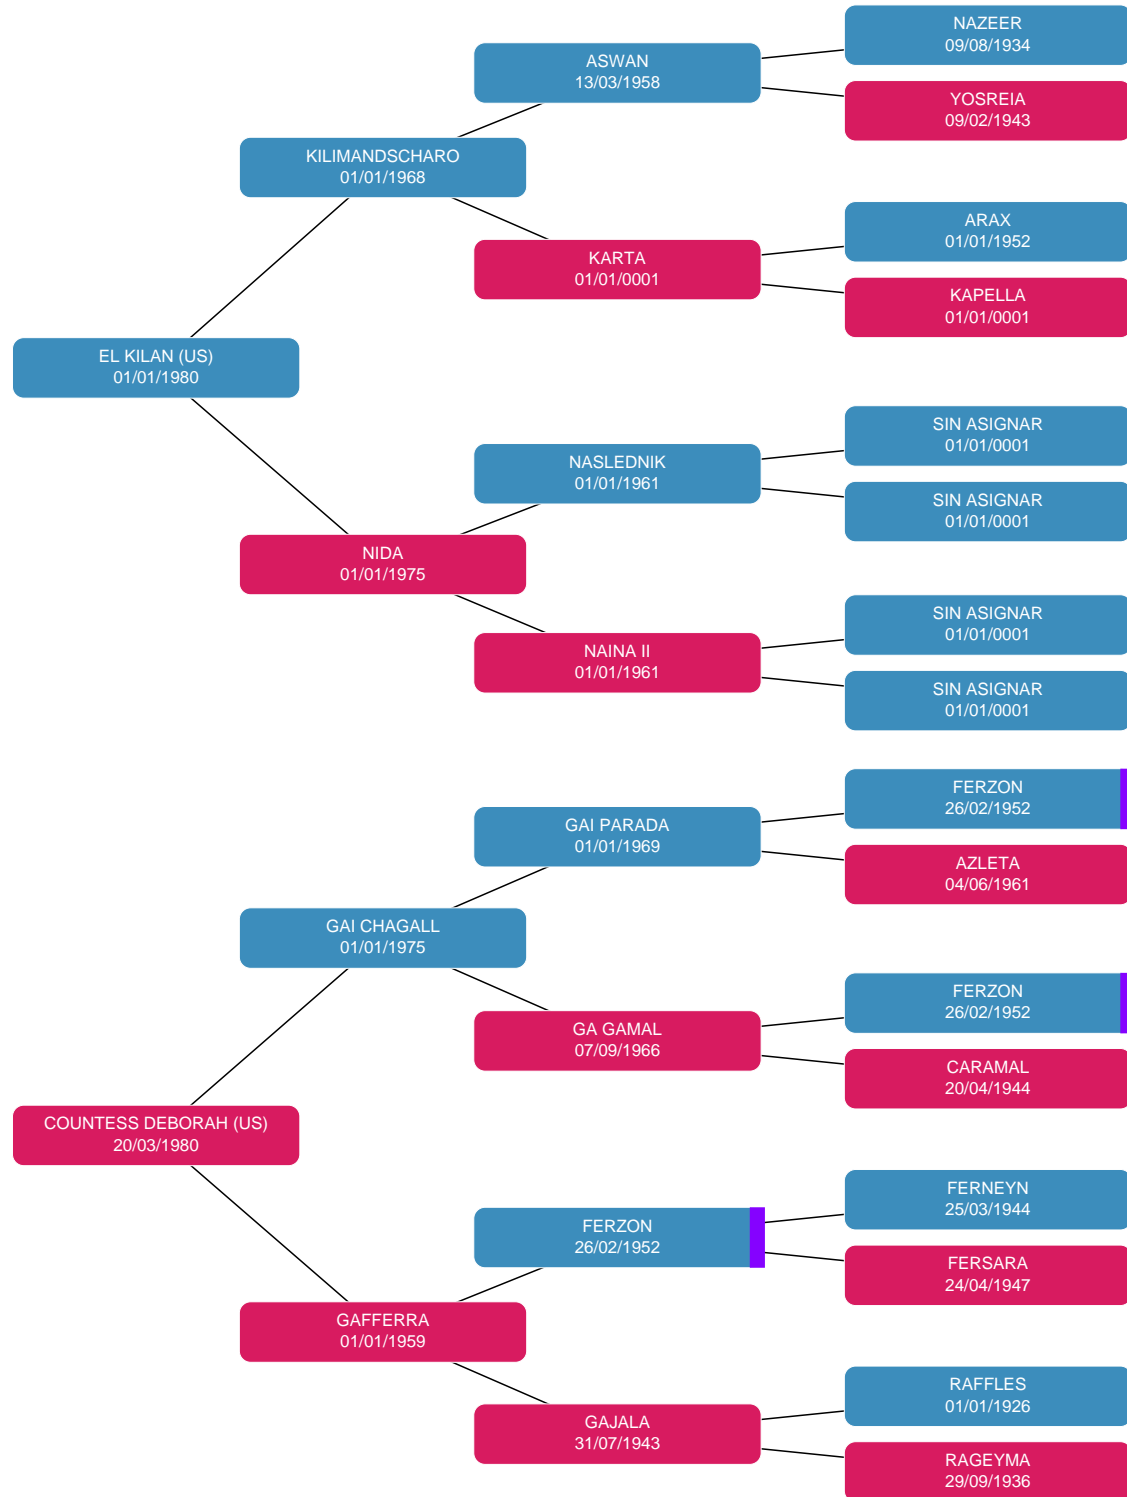 NAZEER
09/08/1934
ASWAN
13/03/1958
YOSREIA
09/02/1943
KILIMANDSCHARO
01/01/1968
ARAX
01/01/1952
KARTA
01/01/0001
KAPELLA
01/01/0001
EL KILAN (US)
01/01/1980
SIN ASIGNAR
01/01/0001
NASLEDNIK
01/01/1961
SIN ASIGNAR
01/01/0001
NIDA
01/01/1975
SIN ASIGNAR
01/01/0001
NAINA II
01/01/1961
SIN ASIGNAR
01/01/0001
FERZON
26/02/1952
GAI PARADA
01/01/1969
AZLETA
04/06/1961
GAI CHAGALL
01/01/1975
FERZON
26/02/1952
GA GAMAL
07/09/1966
CARAMAL
20/04/1944
COUNTESS DEBORAH (US)
20/03/1980
FERNEYN
25/03/1944
FERZON
26/02/1952
FERSARA
24/04/1947
GAFFERRA
01/01/1959
RAFFLES
01/01/1926
GAJALA
31/07/1943
RAGEYMA
29/09/1936